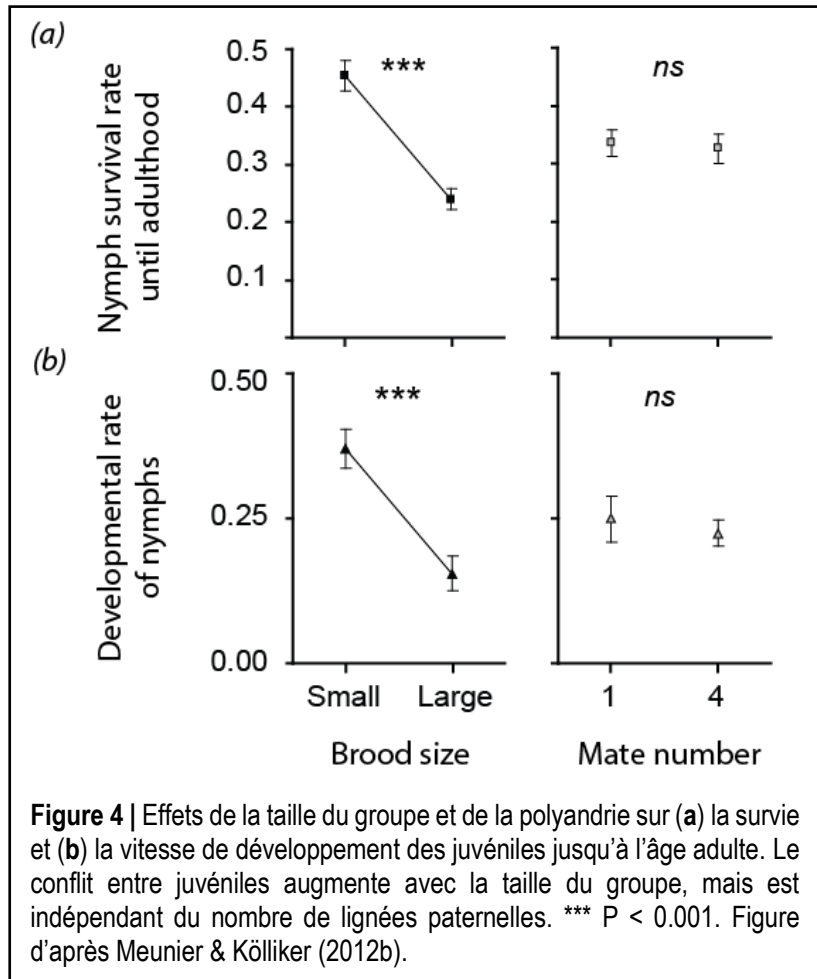 (a)
Nymph survival rate
until adulthood
0.5
0.4
0.3
0.2
0.1
***
ns
(b)
Developmental rate
of nymphs
0.50
0.25
0.00
***
ns
Small Large
1 4
Brood size
Mate number
Figure 4 | Effets de la taille du groupe et de la polyandrie sur (a) la survie
et (b) la vitesse de développement des juvéniles jusqu'à l'âge adulte. Le
conflit entre juvéniles augmente avec la taille du groupe, mais est
indépendant du nombre de lignées paternelles. *** P < 0.001. Figure
d'après Meunier & Kölliker (2012b).